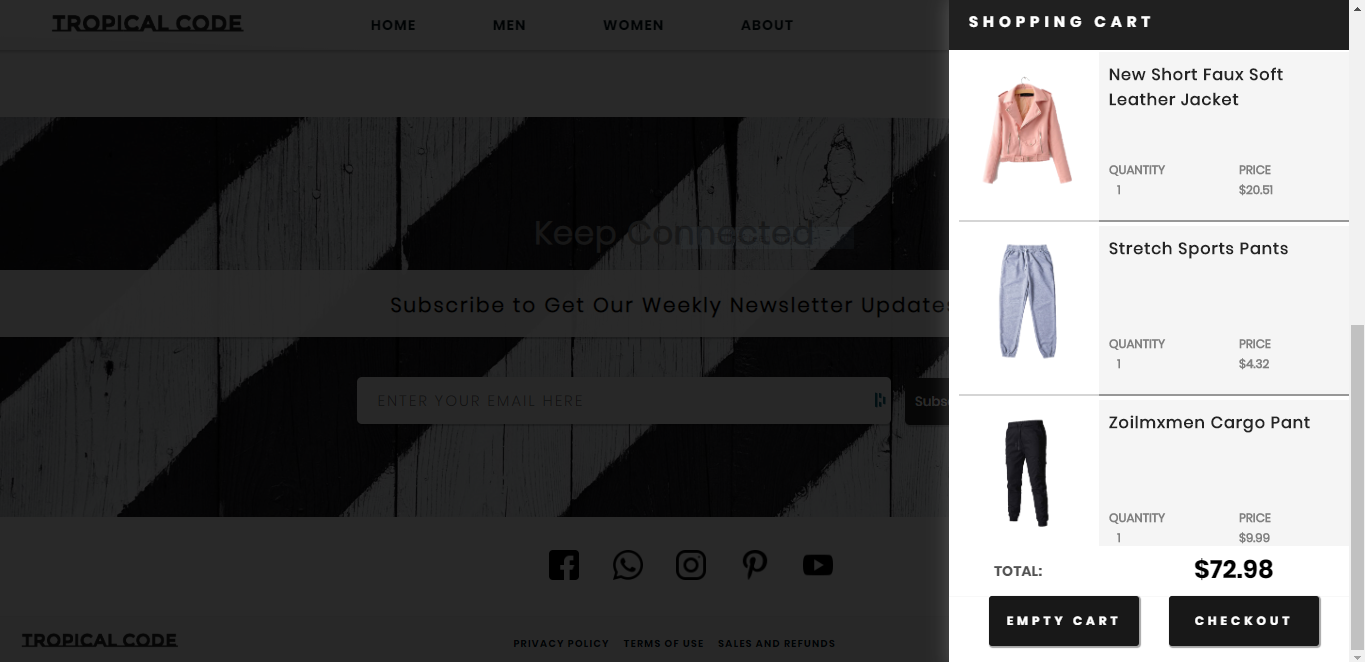 TROPICAL CODE
HOME MEN WOMEN ABOUT
Keep Connected
Subscribe to Get Our Weekly Newsletter Updates
ENTER YOUR EMAIL HERE
TROPICAL CODE
PRIVACY POLICY TERMS OF USE SALES AND REFUNDS
SHOPPING CART
New Short Faux Soft
Leather Jacket
QUANTITY PRICE
1 $20.51
Stretch Sports Pants
QUANTITY PRICE
1 $4.32
Zoilmxmen Cargo Pant
QUANTITY PRICE
1 $9.99
TOTAL: $72.98
EMPTY CART CHECKOUT